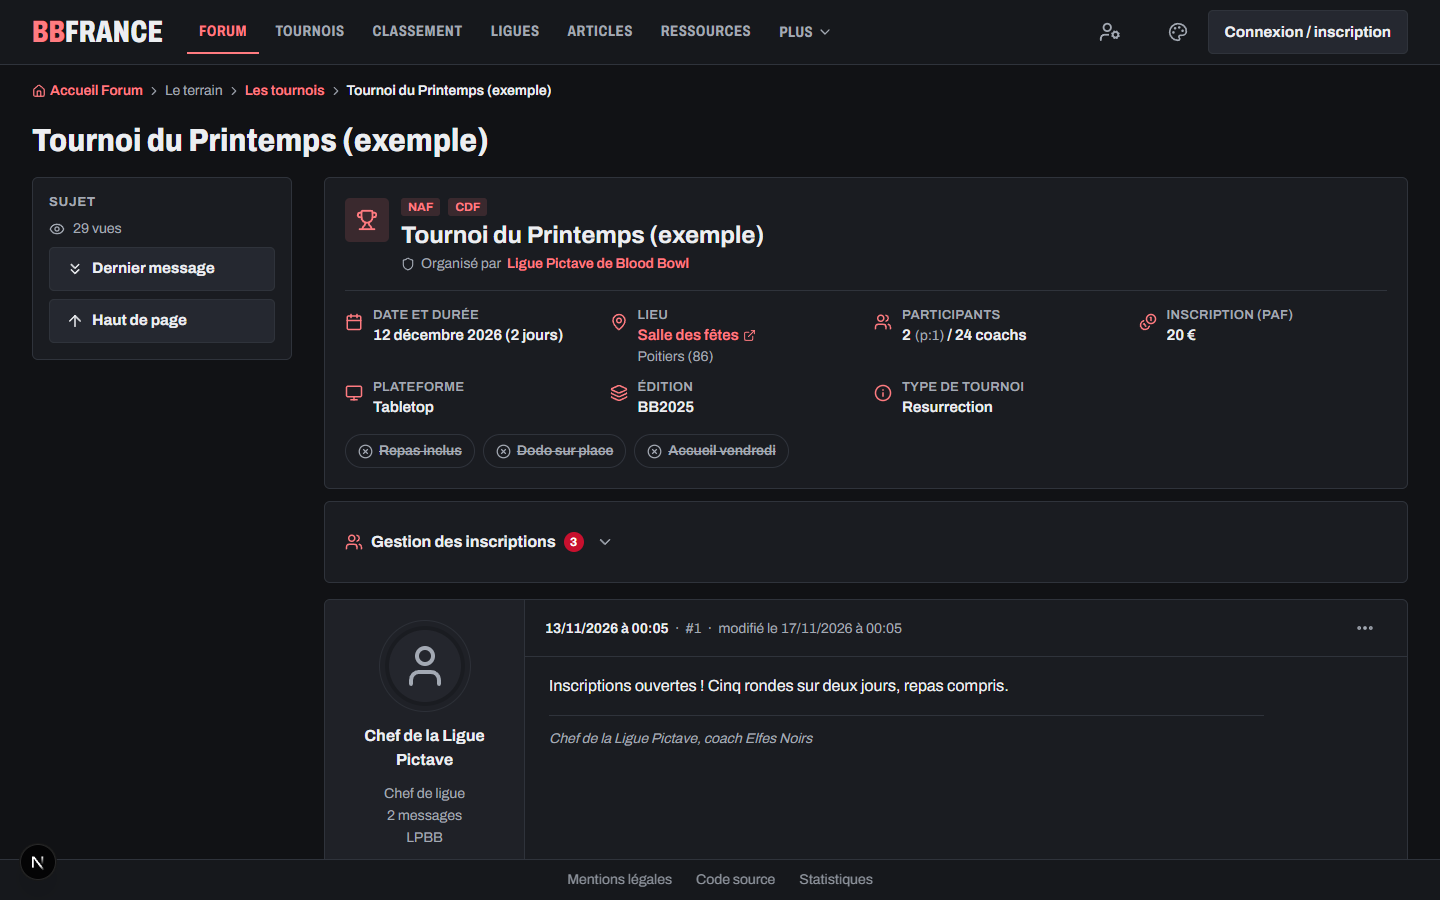 BBFRANCE
FORUM
TOURNOIS
CLASSEMENT
LIGUES
ARTICLES
RESSOURCES
PLUS
Connexion / inscription
Accueil Forum
Le terrain
Les tournois
Tournoi du Printemps (exemple)
Tournoi du Printemps (exemple)
SUJET
29 vues
Dernier message
Haut de page
NAF
CDF
Tournoi du Printemps (exemple)
Organisé par Ligue Pictave de Blood Bowl
DATE ET DURÉE
12 décembre 2026 (2 jours)
LIEU
Salle des fêtes
Poitiers (86)
PARTICIPANTS
2 (p:1) / 24 coachs
INSCRIPTION (PAF)
20 €
PLATEFORME
Tabletop
ÉDITION
BB2025
TYPE DE TOURNOI
Resurrection
Repas inclus
Dodo sur place
Accueil vendredi
Gestion des inscriptions 3
Chef de la Ligue
Pictave
Chef de ligue
2 messages
LPBB
13/11/2026 à 00:05 · #1 · modifié le 17/11/2026 à 00:05
Inscriptions ouvertes ! Cinq rondes sur deux jours, repas compris.
Chef de la Ligue Pictave, coach Elfes Noirs
N
Mentions légales
Code source
Statistiques